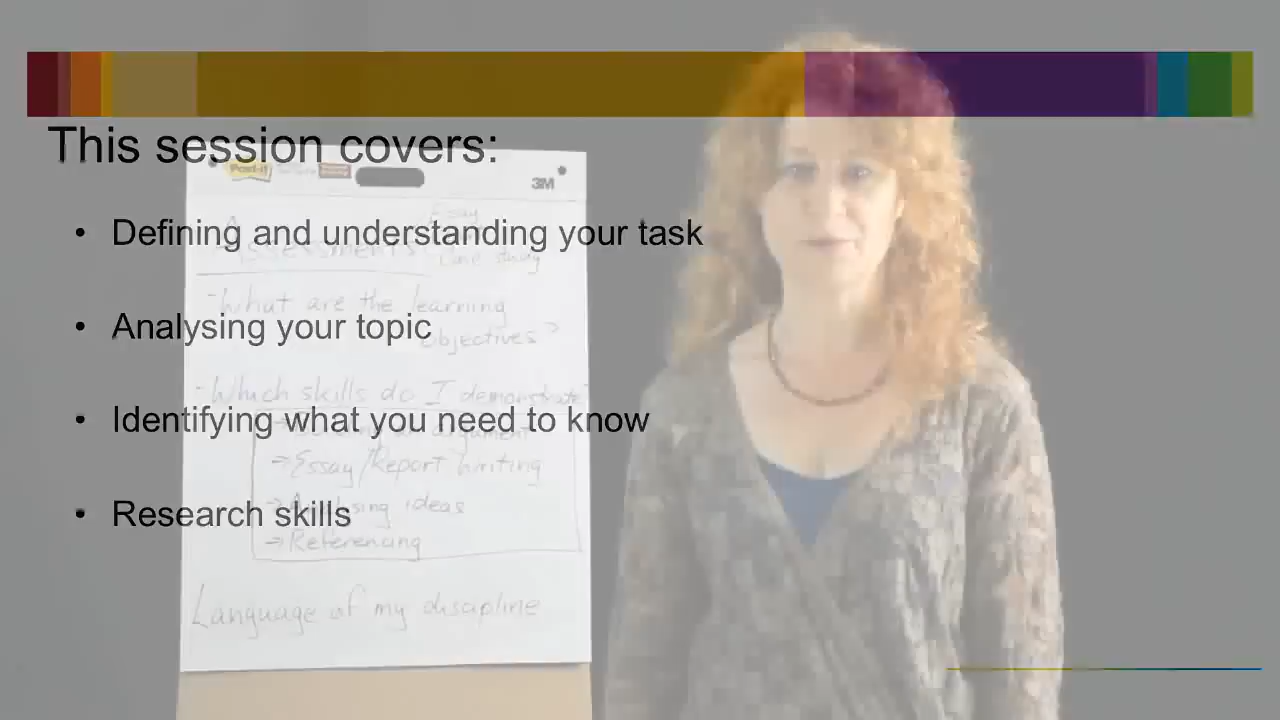 This session covers:
Post-it
3M
Essay
• Defining and understanding your task
Assessments
Case study
- What are the learning
• Analysing your topic
objectives?
- Which skills do I demonstrate?
• Identifying what you need to know
argument
→ Essay/Report Writing
→ Analysing ideas
• Research skills
→ Referencing
Language of my discipline